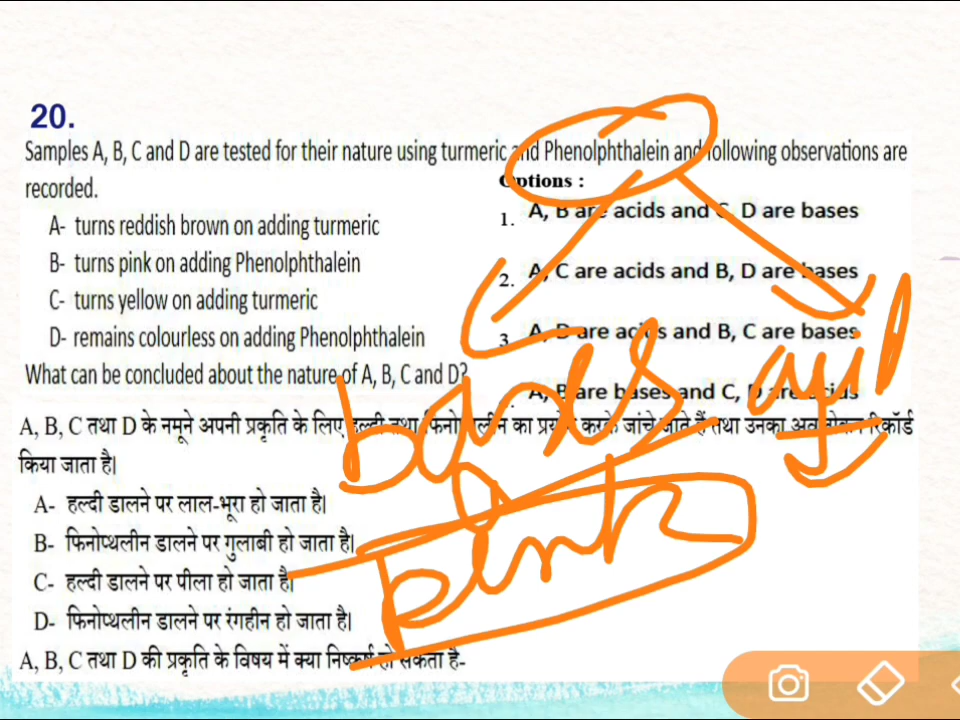 20.
Samples A, B, C and D are tested for their nature using turmeric and Phenolphthalein and following observations are
recorded.
A- turns reddish brown on adding turmeric
B- turns pink on adding Phenolphthalein
C- turns yellow on adding turmeric
D- remains colourless on adding Phenolphthalein
What can be concluded about the nature of A, B, C and D?
Options :
1. A, B are acids and C, D are bases
2. A, C are acids and B, D are bases
3. A, D are acids and B, C are bases
A, B are bases and C, D are acids
A, B, C तथा D के नमूने अपनी प्रकृति के लिए हल्दी तथा फिनोप्थलीन का प्रयोग करके जांचे जाते हैं तथा उनका अवलोकन रिकॉर्ड
किया जाता है।
A- हल्दी डालने पर लाल-भूरा हो जाता है।
B- फिनोप्थलीन डालने पर गुलाबी हो जाता है।
C- हल्दी डालने पर पीला हो जाता है।
D- फिनोप्थलीन डालने पर रंगहीन हो जाता है।
A, B, C तथा D की प्रकृति के विषय में क्या निष्कर्ष हो सकता है-
pink